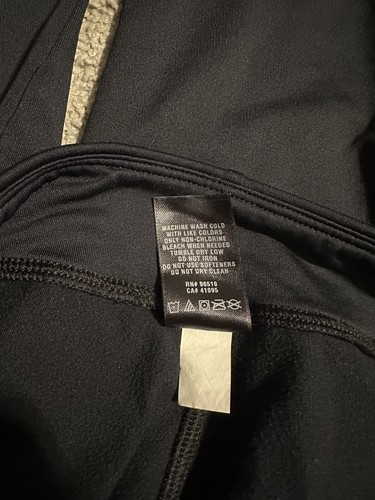 MACHINE WASH COLD
WITH LIKE COLORS
ONLY NON-CHLORINE
BLEACH WHEN NEEDED
TUMBLE DRY LOW
DO NOT IRON
DO NOT USE SOFTENERS
DO NOT DRY CLEAN
RN# 90510
CA# 41095